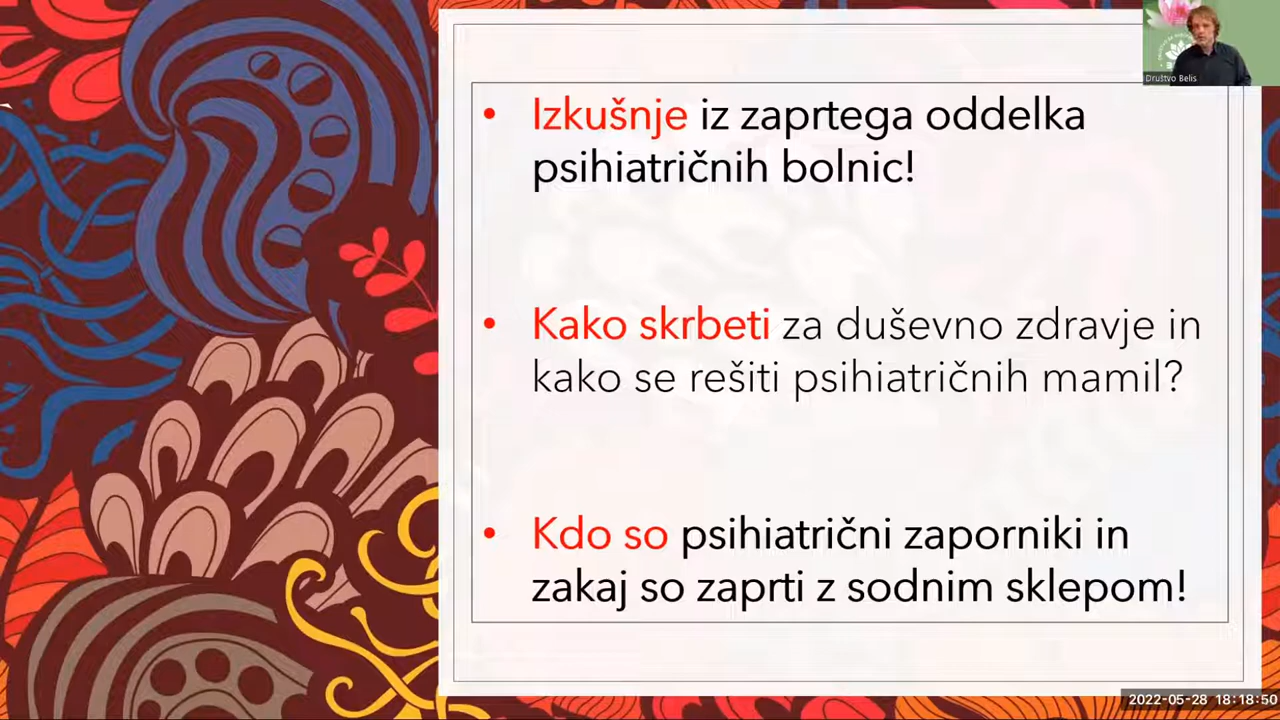 Društvo Belis
• Izkušnje iz zaprtega oddelka
psihiatričnih bolnic!
• Kako skrbeti za duševno zdravje in
kako se rešiti psihiatričnih mamil?
• Kdo so psihiatrični zaporniki in
zakaj so zaprti z sodnim sklepom!
2022-05-28 18:18:50